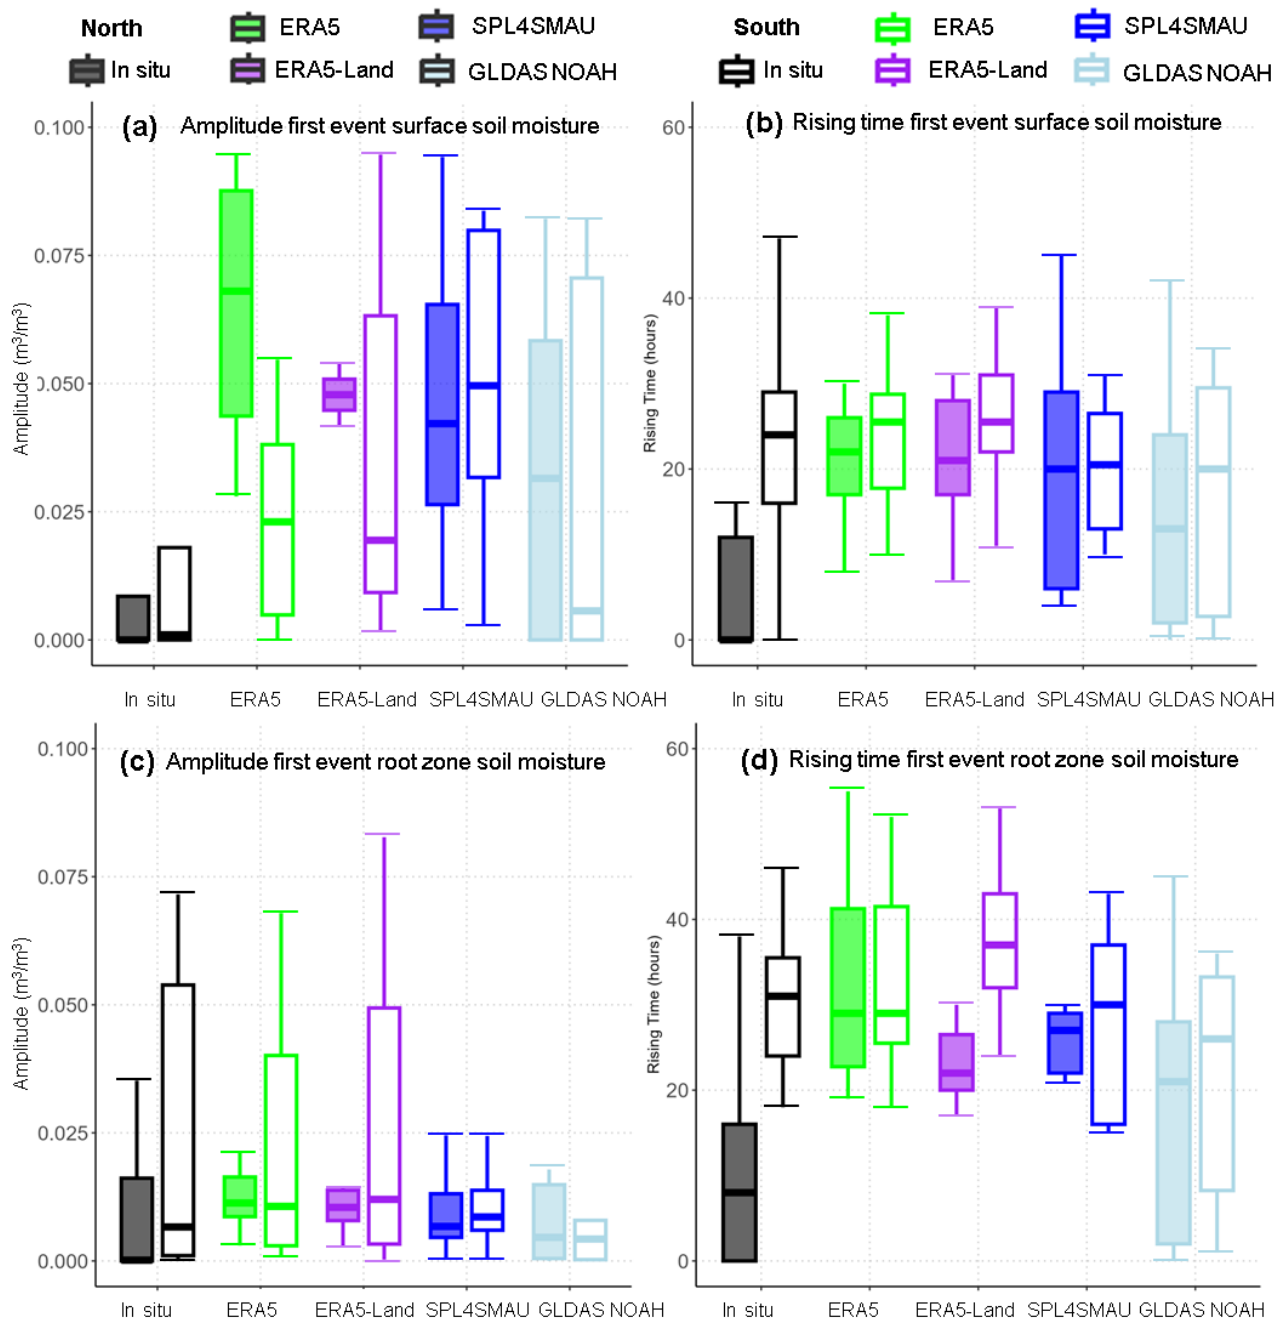 North ERA5 SPL4SMAU South ERA5 SPL4SMAU
In situ ERA5-Land GLDAS NOAH In situ ERA5-Land GLDAS NOAH
(a) Amplitude first event surface soil moisture
0.100
0.075
0.050
0.025
0.000
Amplitude (m³/m³)
In situ ERA5 ERA5-Land SPL4SMAU GLDAS NOAH
(b) Rising time first event surface soil moisture
60
40
20
0
Rising Time (hours)
In situ ERA5 ERA5-Land SPL4SMAU GLDAS NOAH
(c) Amplitude first event root zone soil moisture
0.100
0.075
0.050
0.025
0.000
Amplitude (m³/m³)
In situ ERA5 ERA5-Land SPL4SMAU GLDAS NOAH
(d) Rising time first event root zone soil moisture
60
40
20
0
Rising Time (hours)
In situ ERA5 ERA5-Land SPL4SMAU GLDAS NOAH